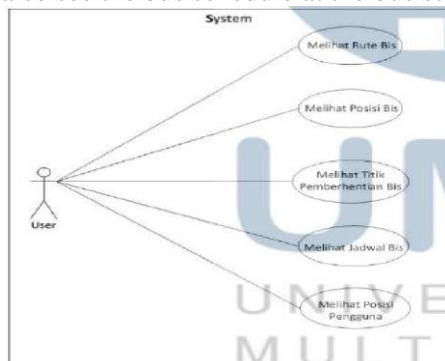 System
Melihat Rute Bis
Melihat Posisi Bis
Melihat Titik
Pemberhentian Bis
User
Melihat Jadwal Bis
Melihat Posisi
Pengguna
UNIVE
MULT